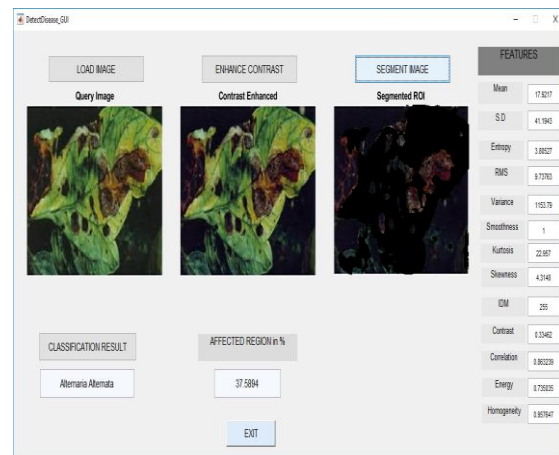 DetectDisease_GUI
LOAD IMAGE
ENHANCE CONTRAST
SEGMENT IMAGE
Query Image
Contrast Enhanced
Segmented ROI
CLASSIFICATION RESULT
Alternaria Alternata
AFFECTED REGION in %
37.5894
EXIT
FEATURES
Mean 17.9217
S.D 41.1943
Entropy 3.80527
RMS 9.73763
Variance 1153.79
Smoothness 1
Kurtosis 22.957
Skewness 4.3148
IDM 255
Contrast 0.33462
Correlation 0.863239
Energy 0.735035
Homogeneity 0.957647